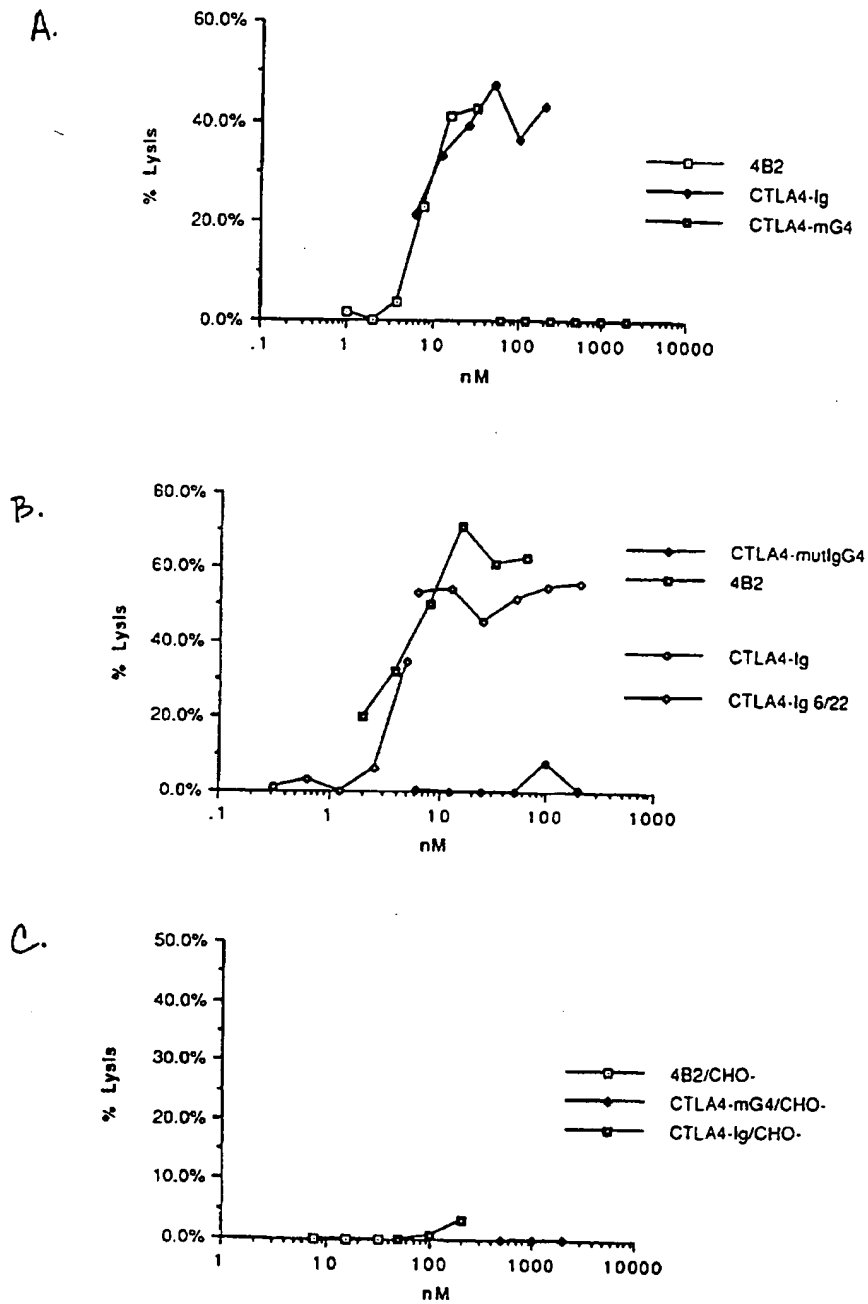 A.
60.0%
40.0%
20.0%
0.0%
% Lysis
.1
1
10
100
1000
10000
nM
4B2
CTLA4-Ig
CTLA4-mG4
B.
80.0%
60.0%
40.0%
20.0%
0.0%
% Lysis
.1
1
10
100
1000
nM
CTLA4-mutIgG4
4B2
CTLA4-Ig
CTLA4-Ig 6/22
C.
50.0%
40.0%
30.0%
20.0%
10.0%
0.0%
% Lysis
1
10
100
1000
10000
nM
4B2/CHO-
CTLA4-mG4/CHO-
CTLA4-Ig/CHO-